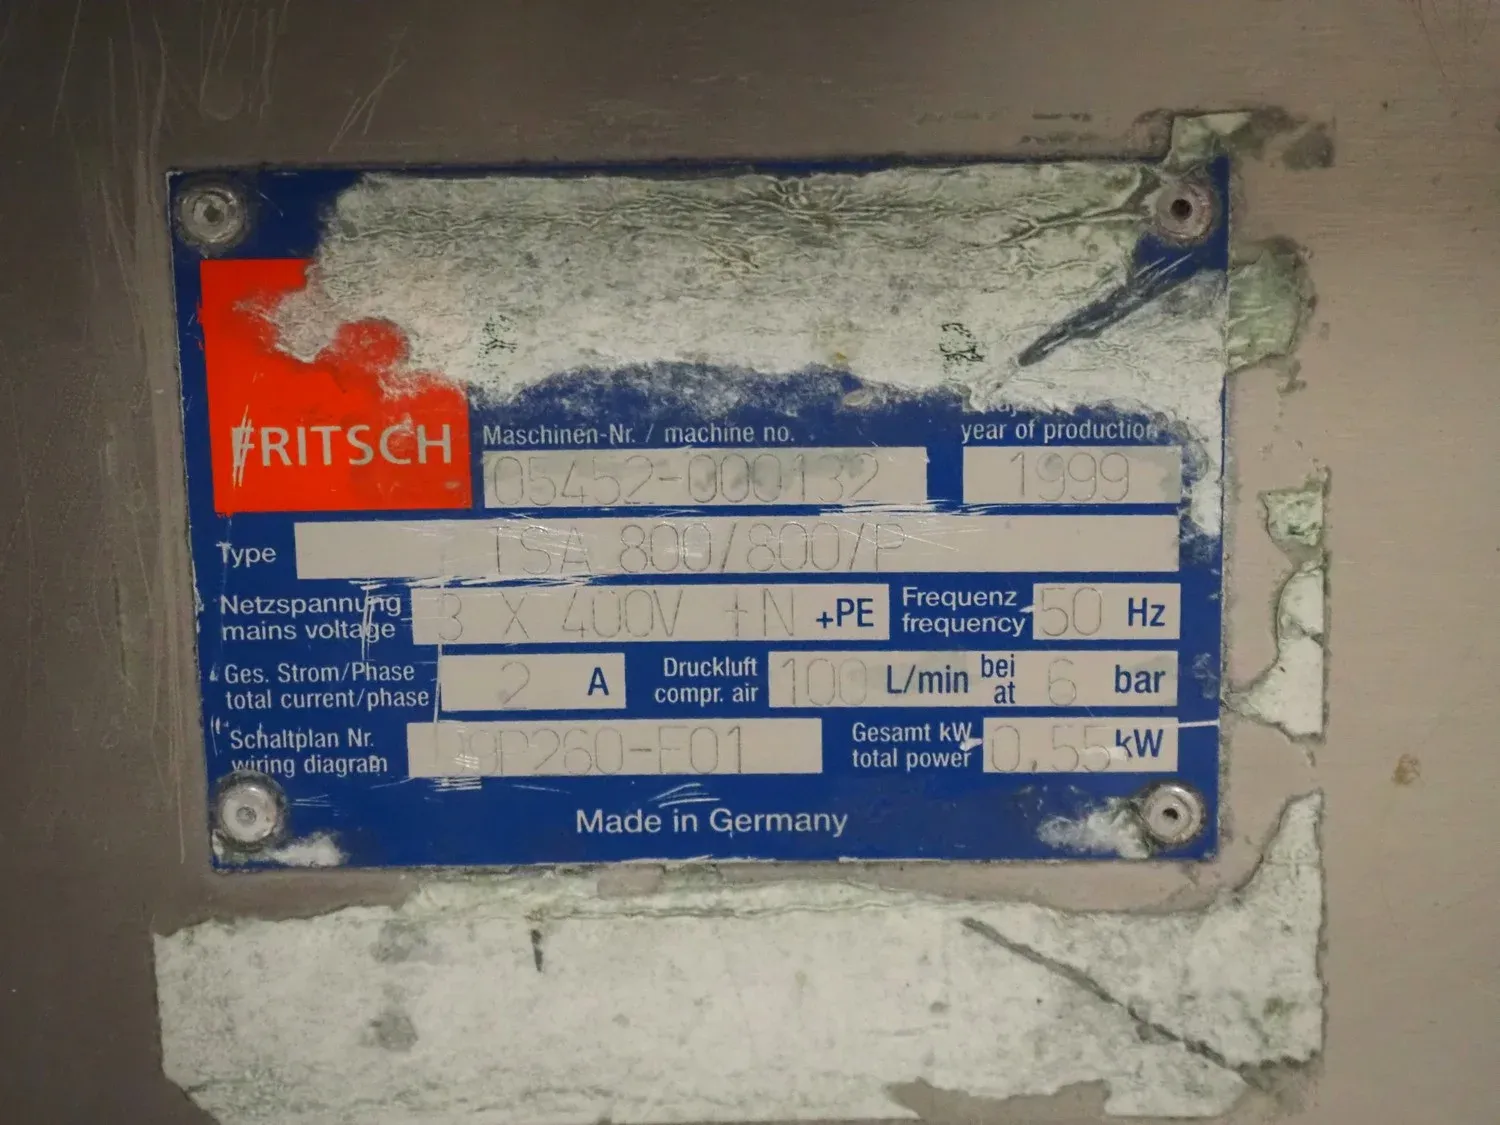 FRITSCH
Maschinen-Nr. / machine no.
year of production
05452-000132
1999
Type
TSA 800/800/P
Netzspannung
mains voltage
3 X 400V +N +PE
Frequenz
frequency
50 Hz
Ges. Strom/Phase
total current/phase
2 A
Druckluft
compr. air
100 L/min
bei
at
6 bar
Schaltplan Nr.
wiring diagram
Gesamt kW
total power
0,55 kW
Made in Germany